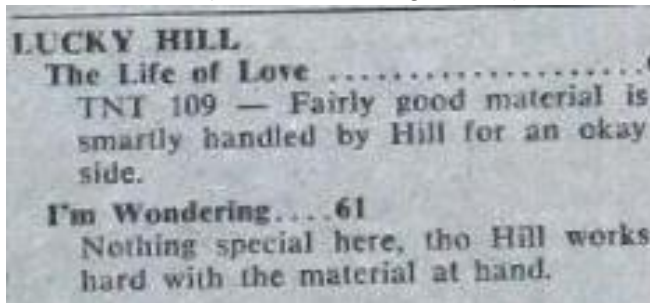 LUCKY HILL
The Life of Love ......................
TNT 109 — Fairly good material is
smartly handled by Hill for an okay
side.
I'm Wondering....61
Nothing special here, tho Hill works
hard with the material at hand.